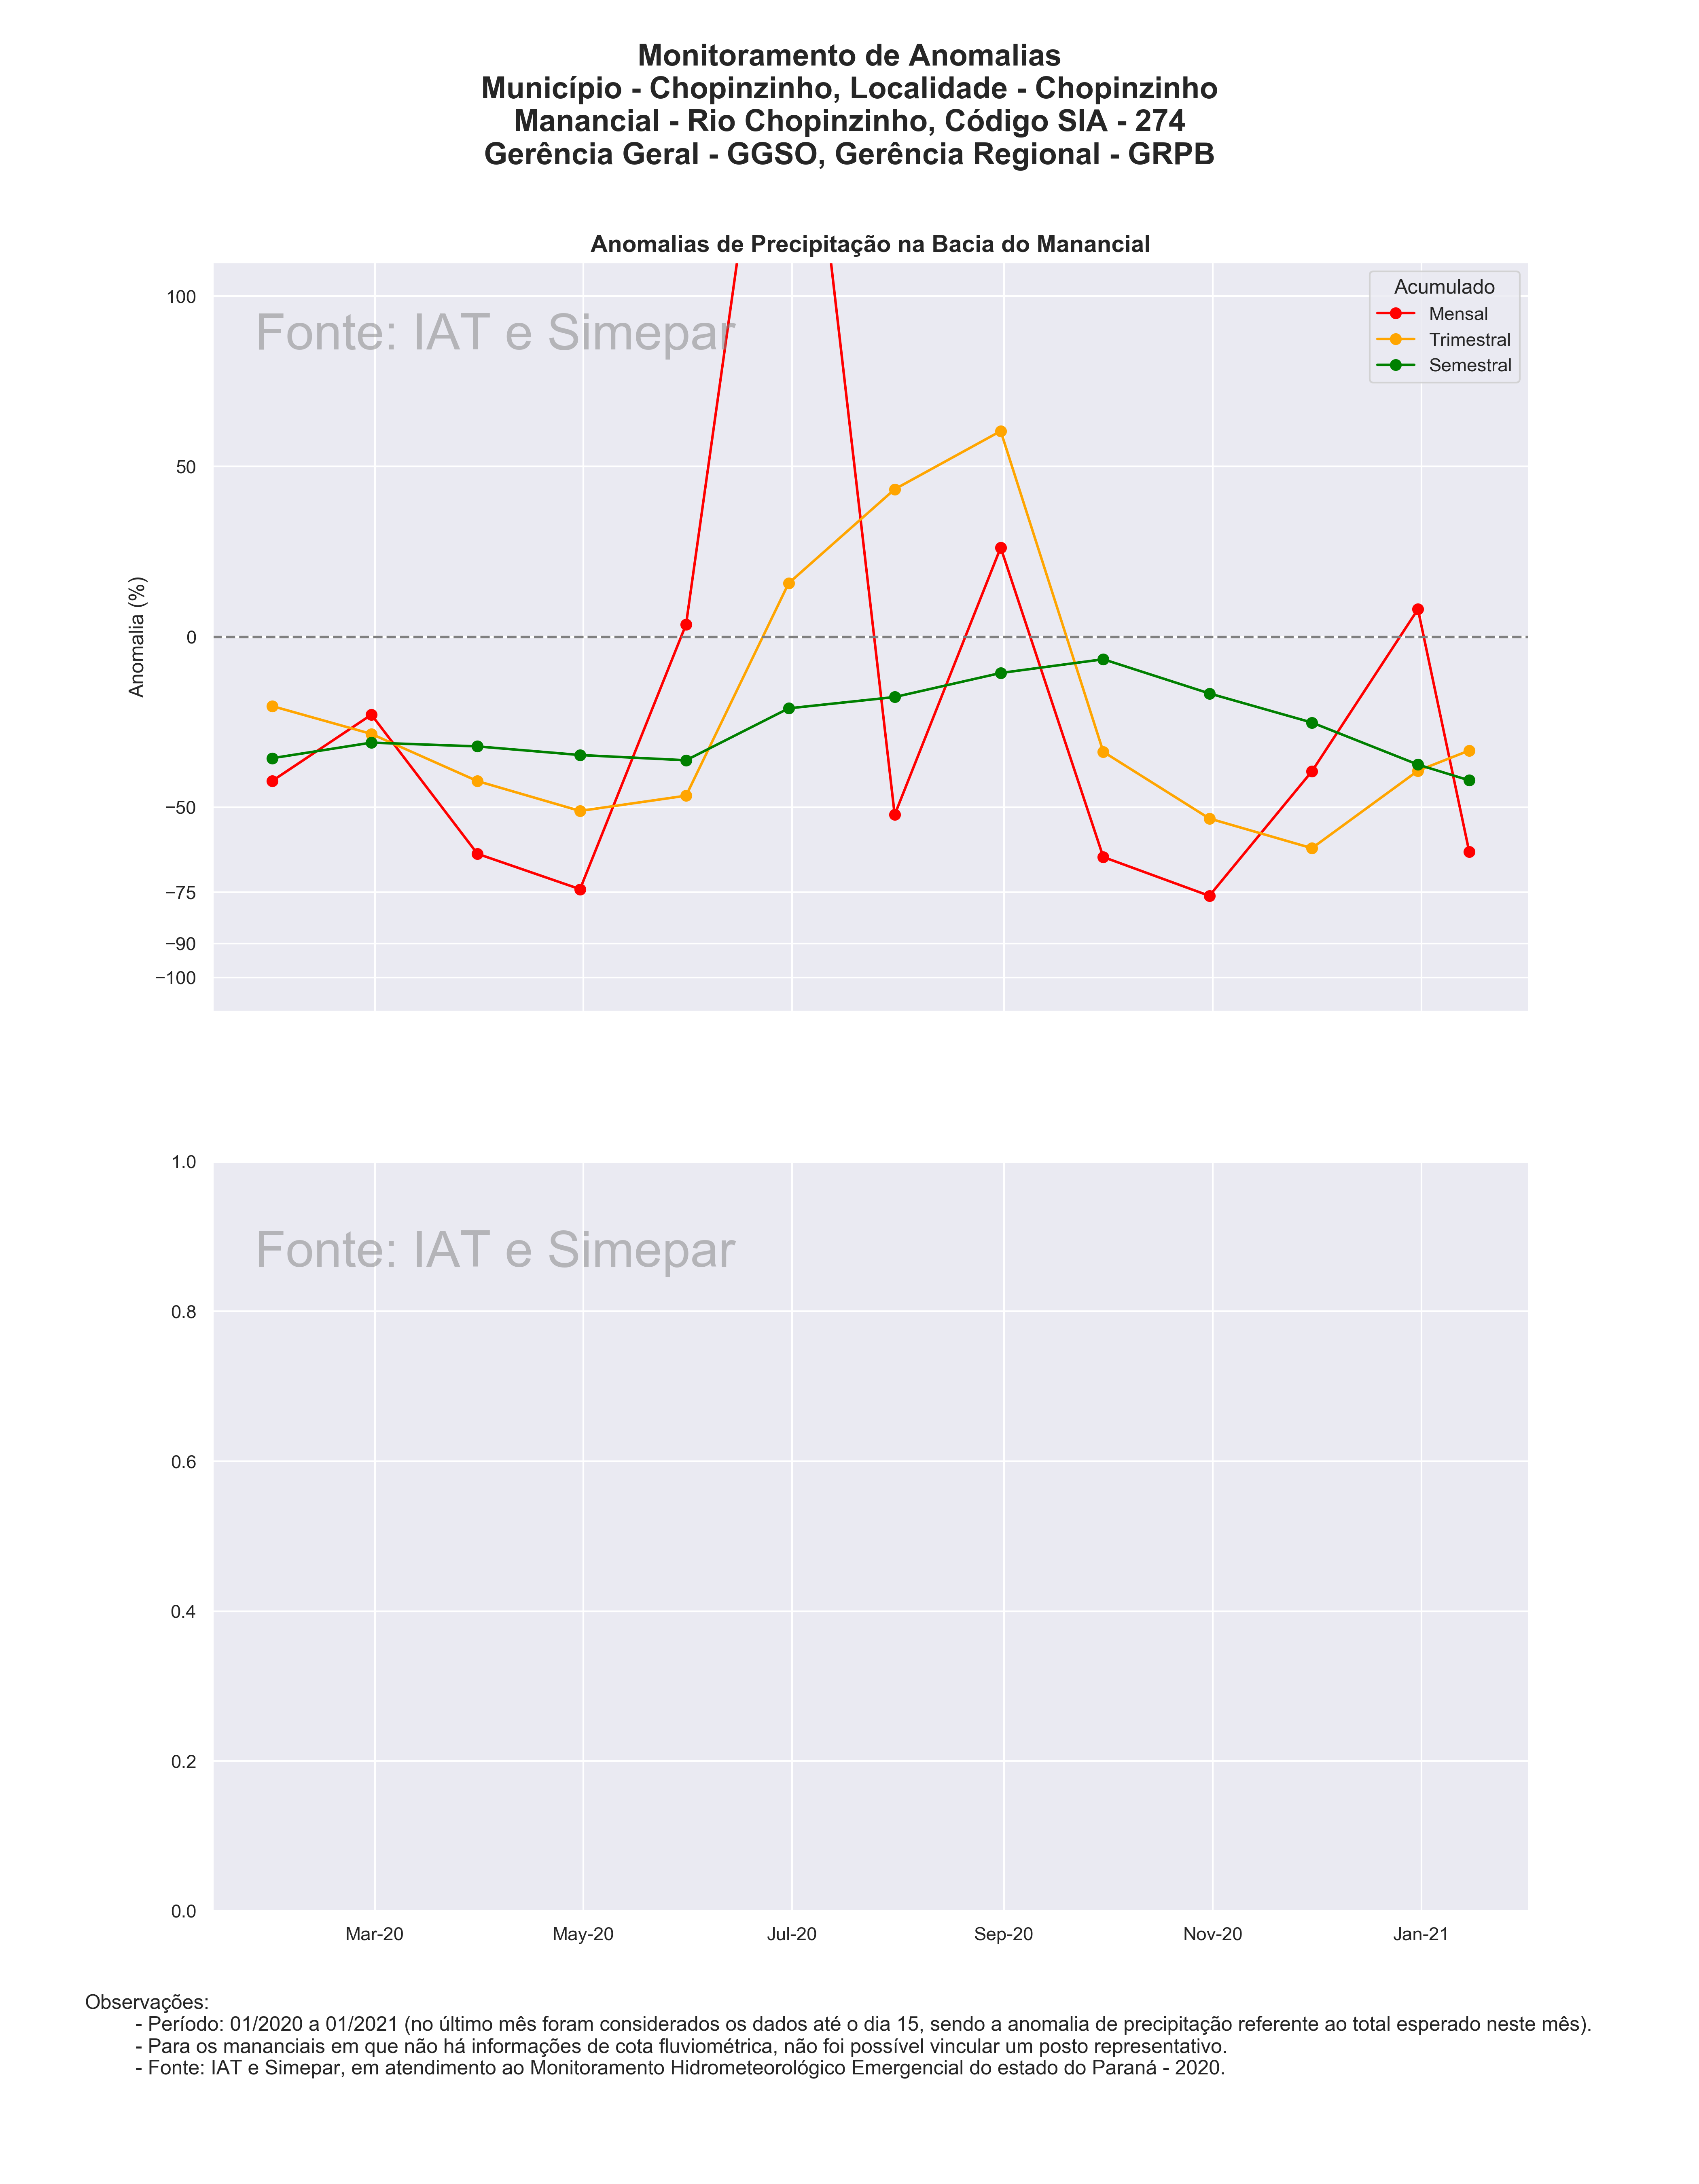 Monitoramento de Anomalias
Município - Chopinzinho, Localidade - Chopinzinho
Manancial - Rio Chopinzinho, Código SIA - 274
Gerência Geral - GGSO, Gerência Regional - GRPB
Anomalias de Precipitação na Bacia do Manancial
Fonte: IAT e Simepar
Acumulado
Mensal
Trimestral
Semestral
Anomalia (%)
100
50
0
−50
−75
−90
−100
Fonte: IAT e Simepar
1.0
0.8
0.6
0.4
0.2
0.0
Mar-20 May-20 Jul-20 Sep-20 Nov-20 Jan-21
Observações:
- Período: 01/2020 a 01/2021 (no último mês foram considerados os dados até o dia 15, sendo a anomalia de precipitação referente ao total esperado neste mês).
- Para os mananciais em que não há informações de cota fluviométrica, não foi possível vincular um posto representativo.
- Fonte: IAT e Simepar, em atendimento ao Monitoramento Hidrometeorológico Emergencial do estado do Paraná - 2020.